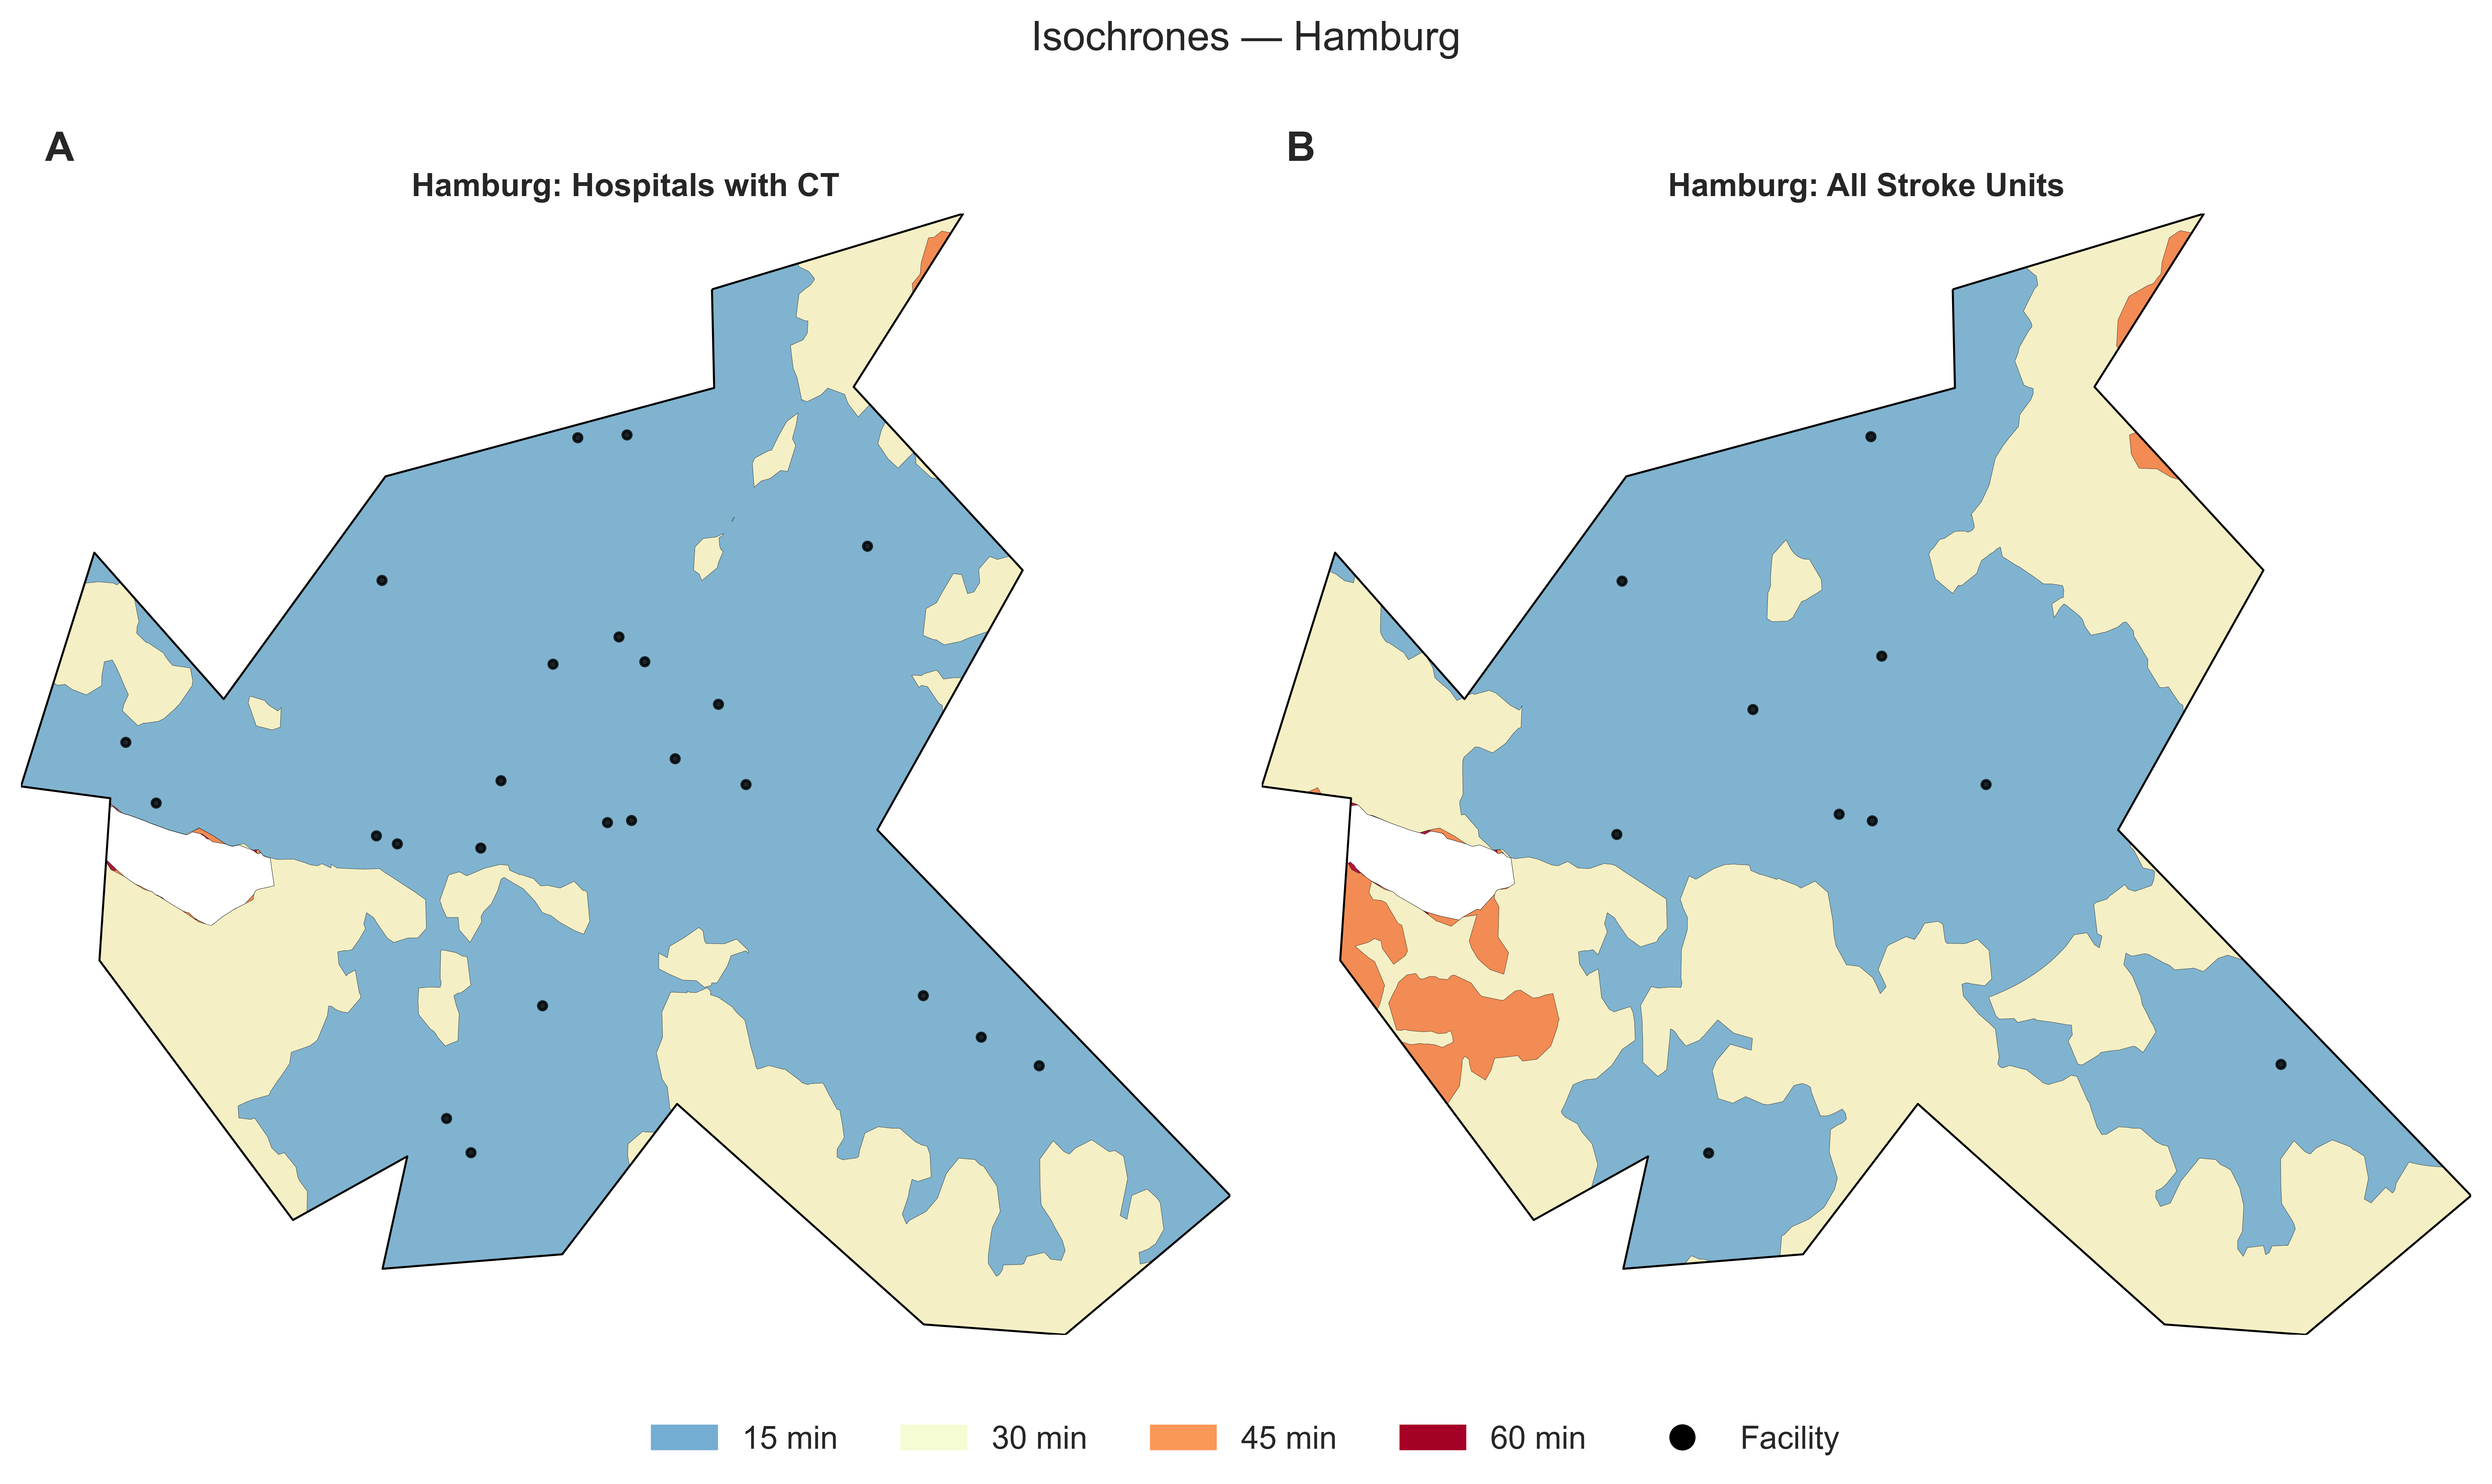 Isochrones — Hamburg
A
Hamburg: Hospitals with CT
B
Hamburg: All Stroke Units
15 min
30 min
45 min
60 min
Facility